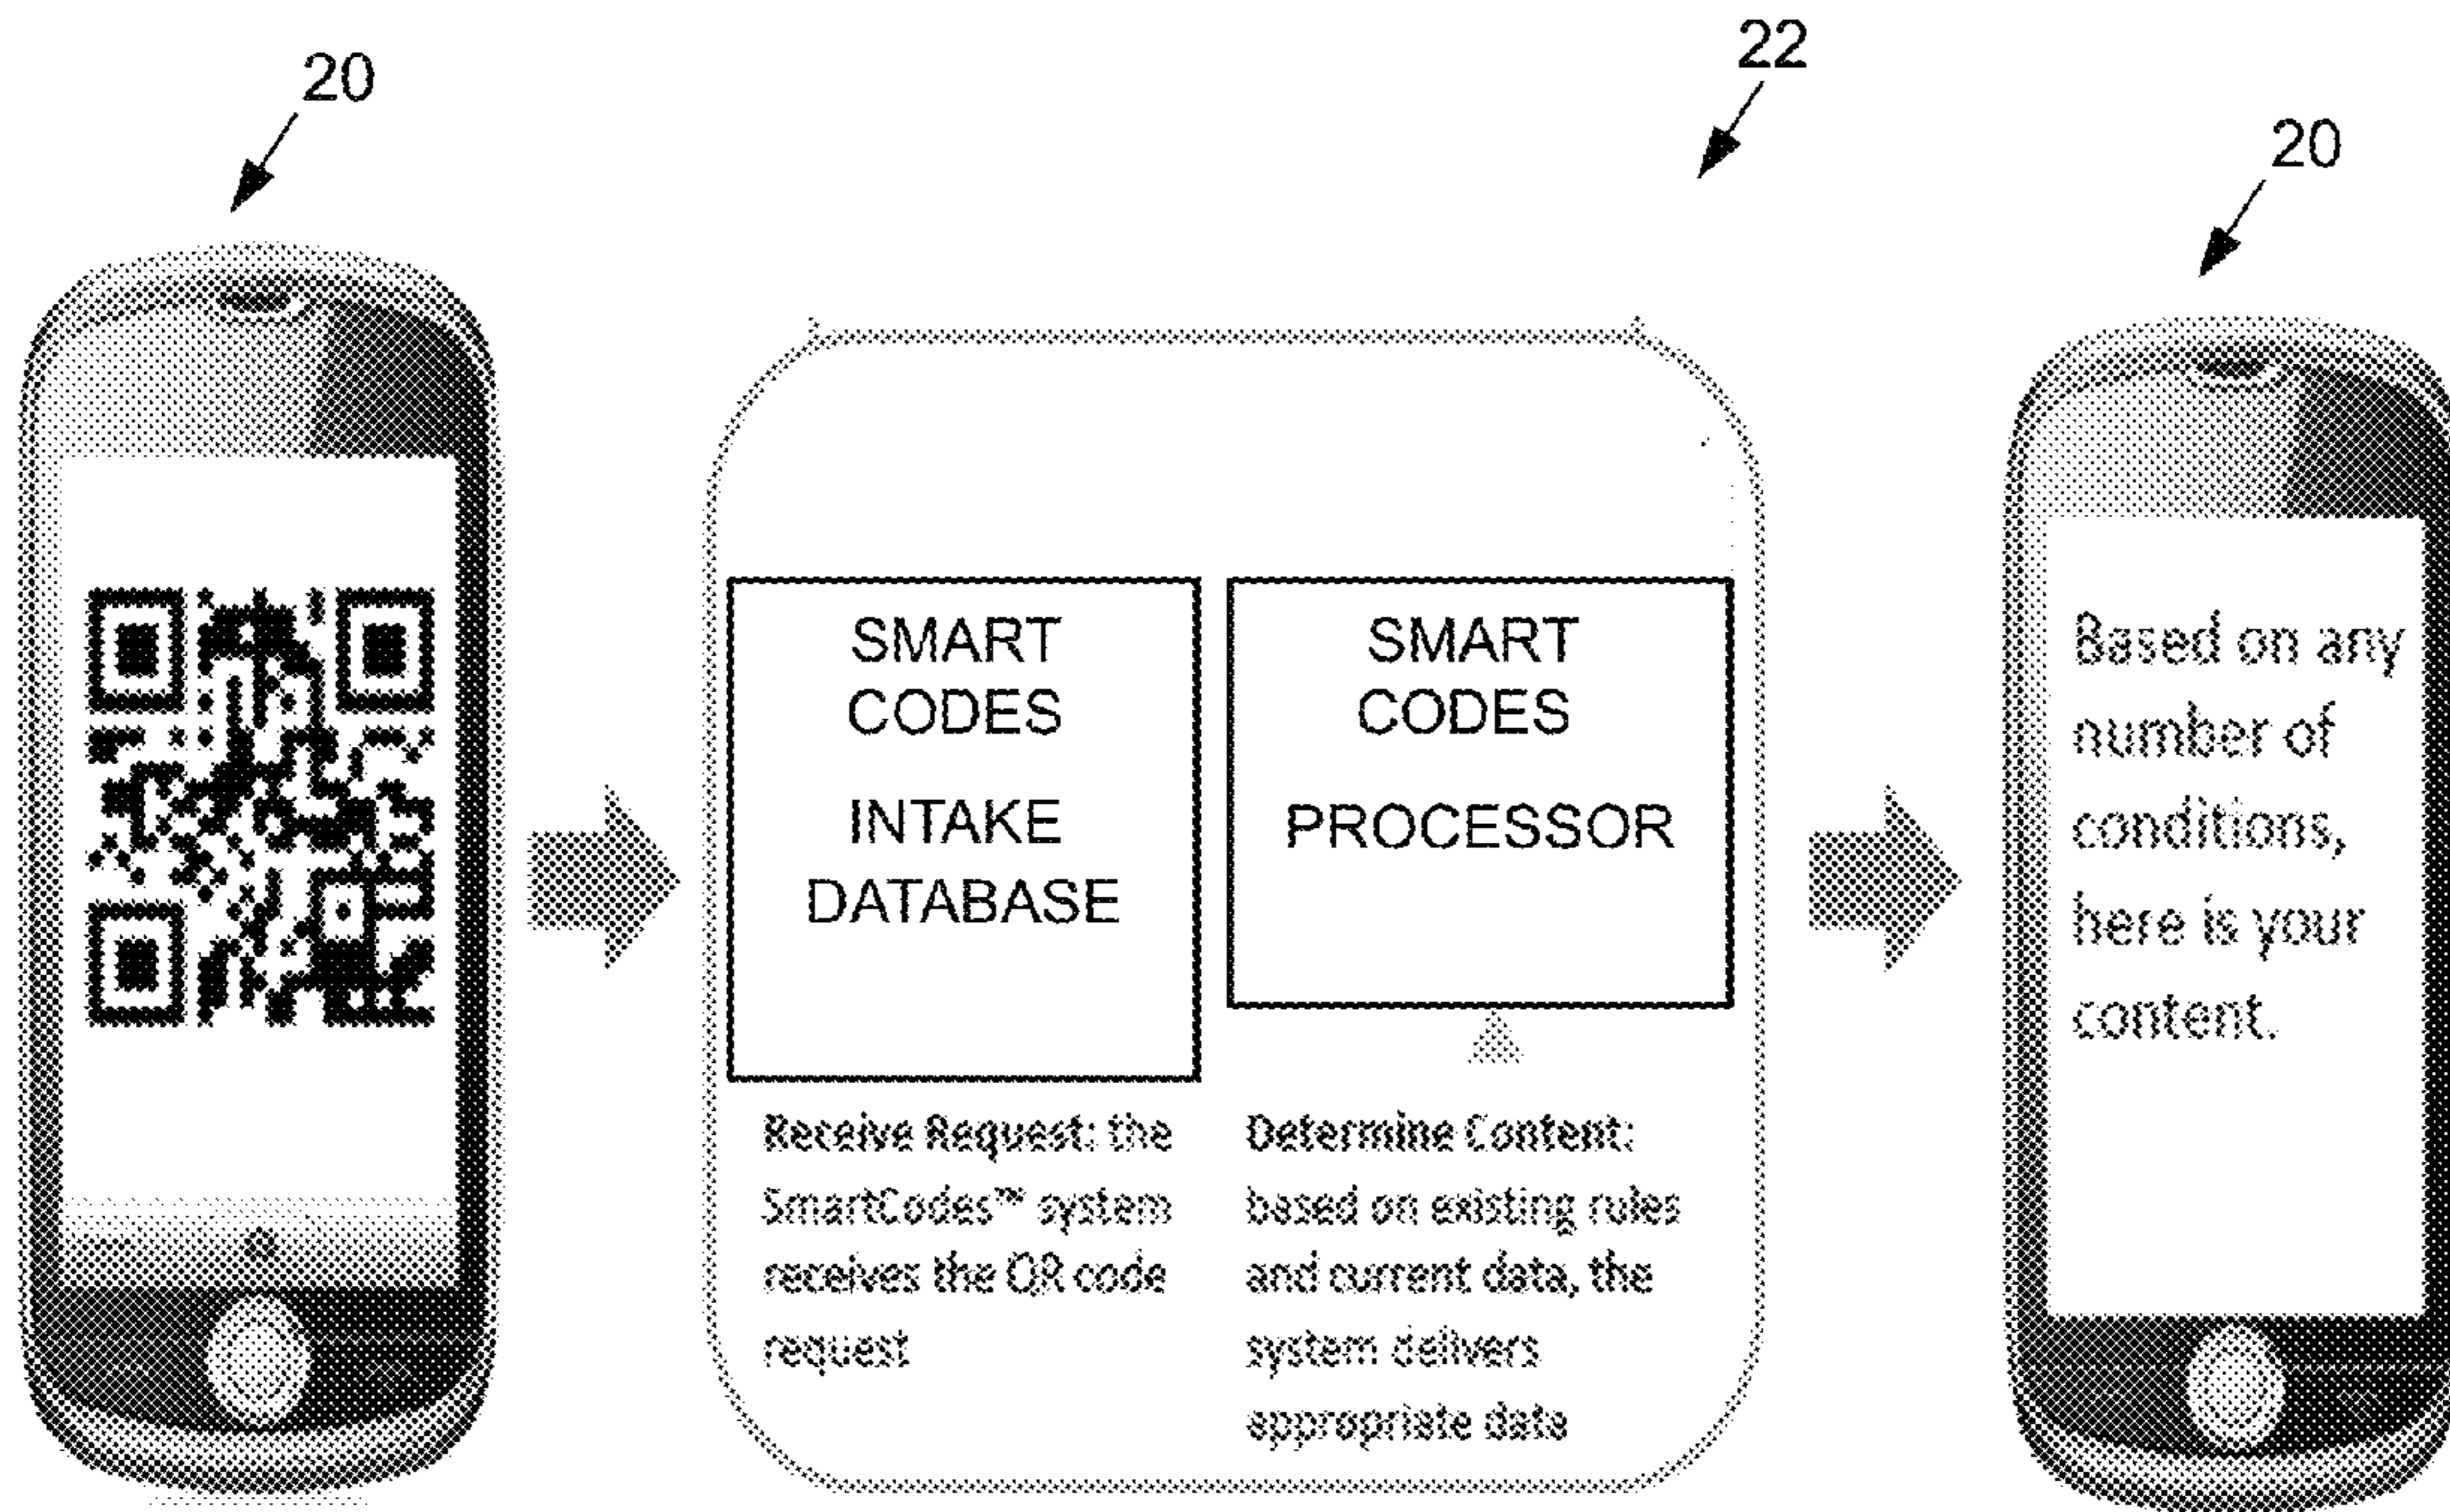 20
22
20
SMART
CODES
INTAKE
DATABASE
Receive Request: the
SmartCodes™ system
receives the QR code
request
SMART
CODES
PROCESSOR
Determine Content:
based on existing rules
and current data, the
system delivers
appropriate data
Based on any
number of
conditions,
here is your
content.